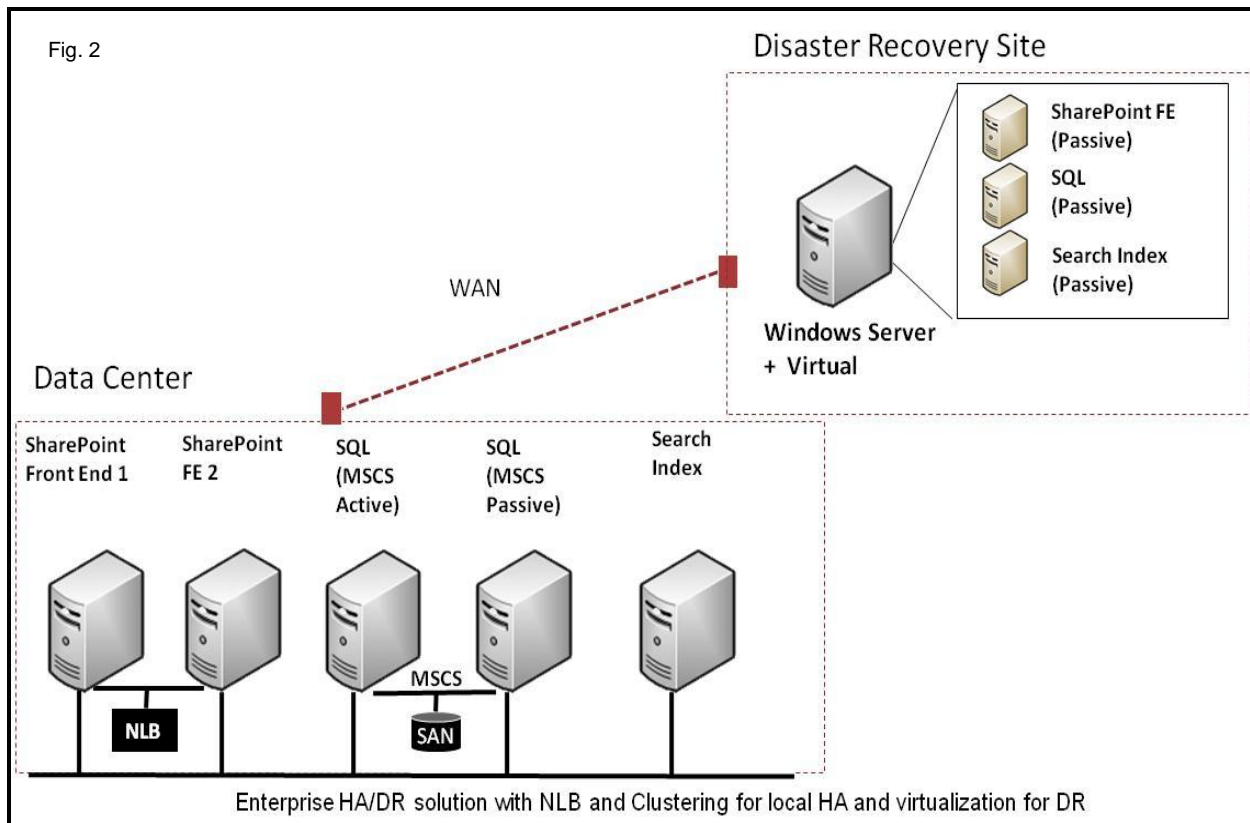 Fig. 2
Disaster Recovery Site
SharePoint FE
(Passive)
SQL
(Passive)
Search Index
(Passive)
Windows Server
+ Virtual
WAN
Data Center
SharePoint
Front End 1
SharePoint
FE 2
SQL
(MSCS
Active)
SQL
(MSCS
Passive)
Search
Index
NLB
MSCS
SAN
Enterprise HA/DR solution with NLB and Clustering for local HA and virtualization for DR